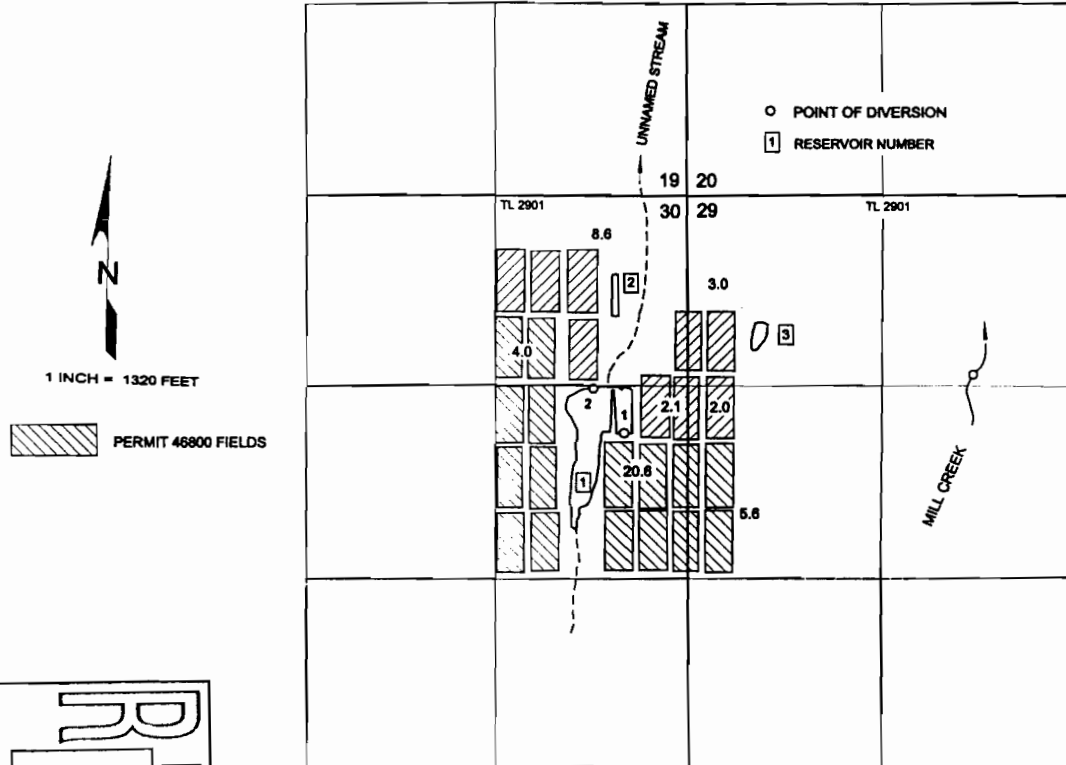 UNNAMED STREAM
POINT OF DIVERSION
1 RESERVOIR NUMBER
19 20
TL 2901
30 29
TL 2901
8.6
N
2
3.0
3
4.0
1 INCH = 1320 FEET
2
1
2.1
2.0
PERMIT 46800 FIELDS
20.6
1
5.6
MILL CREEK
R